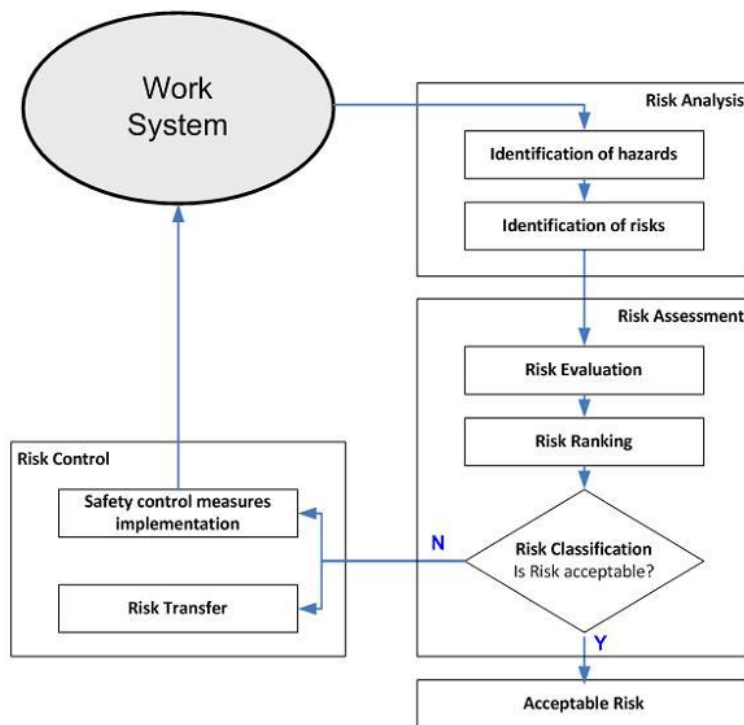 Work
System
Risk Analysis
Identification of hazards
Identification of risks
Risk Assessment
Risk Evaluation
Risk Ranking
Risk Classification
Is Risk acceptable?
N
Y
Risk Control
Safety control measures
implementation
Risk Transfer
Acceptable Risk